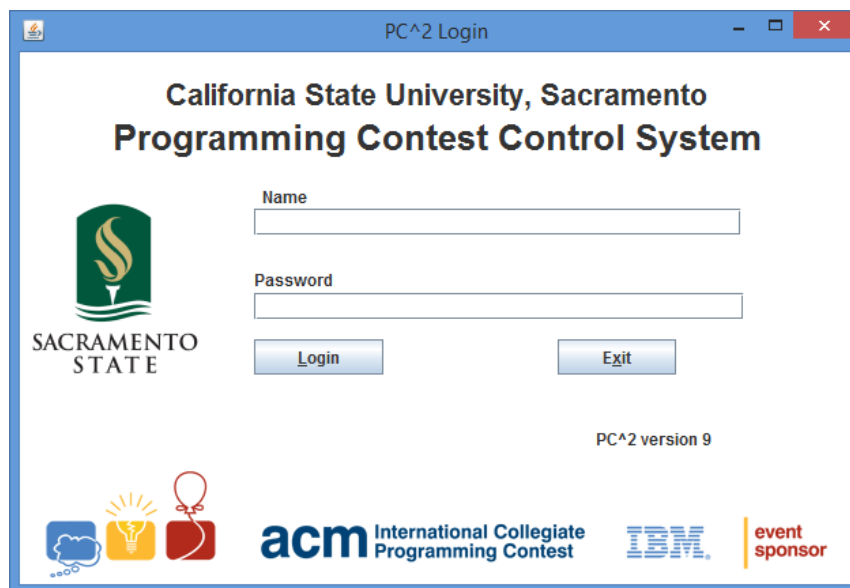 PC^2 Login
California State University, Sacramento
Programming Contest Control System
Name
Password
SACRAMENTO
STATE
Login
Exit
PC^2 version 9
acm International Collegiate
Programming Contest
IBM.
event
sponsor